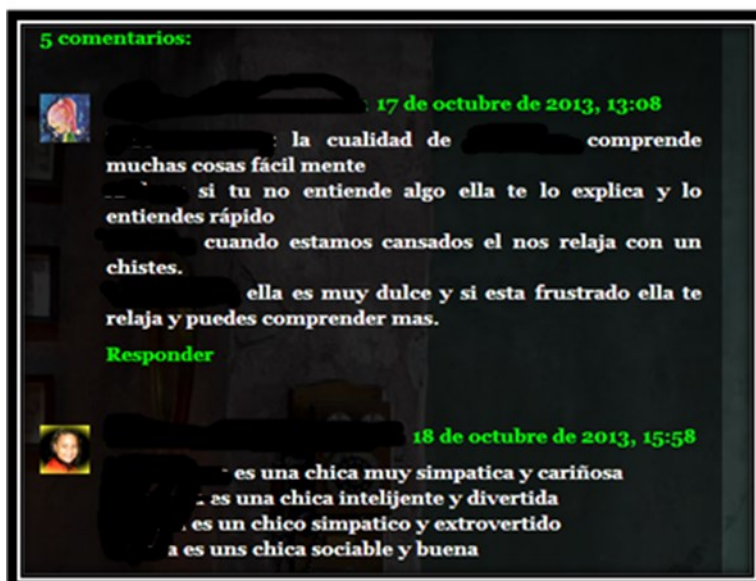 5 comentarios:
17 de octubre de 2013, 13:08
: la cualidad de comprende
muchas cosas fácil mente
si tu no entiende algo ella te lo explica y lo
entiendes rápido
cuando estamos cansados el nos relaja con un
chistes.
ella es muy dulce y si esta frustrado ella te
relaja y puedes comprender mas.
Responder
18 de octubre de 2013, 15:58
es una chica muy simpatica y cariñosa
es una chica intelijente y divertida
es un chico simpatico y extrovertido
a es uns chica sociable y buena